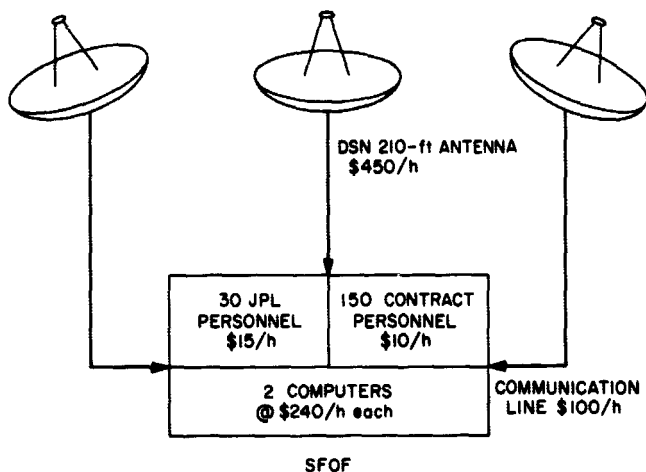 DSN 210-ft ANTENNA
$450/h
30 JPL
PERSONNEL
$15/h
150 CONTRACT
PERSONNEL
$10/h
2 COMPUTERS
@ $240/h each
COMMUNICATION
LINE $100/h
SFOF